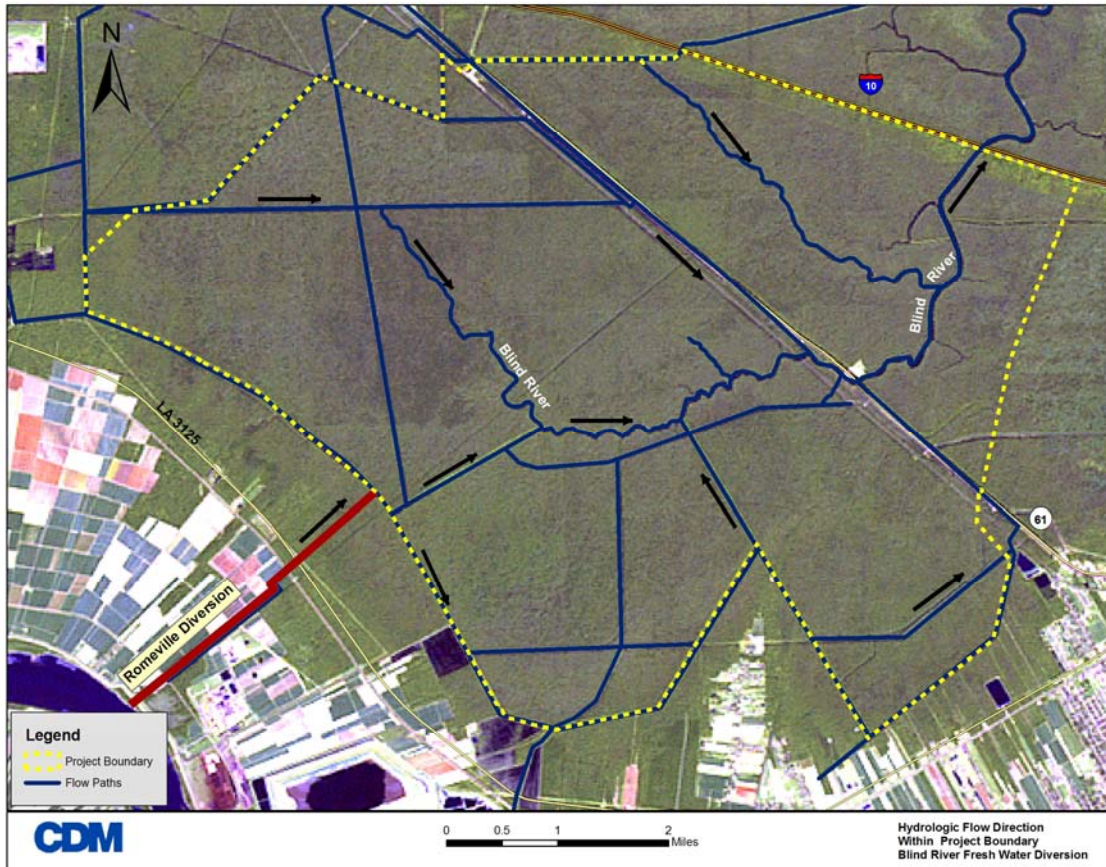 N
10
Blind River
Blind River
LA 3125
61
Romeville Diversion
Legend
Project Boundary
Flow Paths
CDM
0 0.5 1 2
Miles
Hydrologic Flow Direction
Within Project Boundary
Blind River Fresh Water Diversion